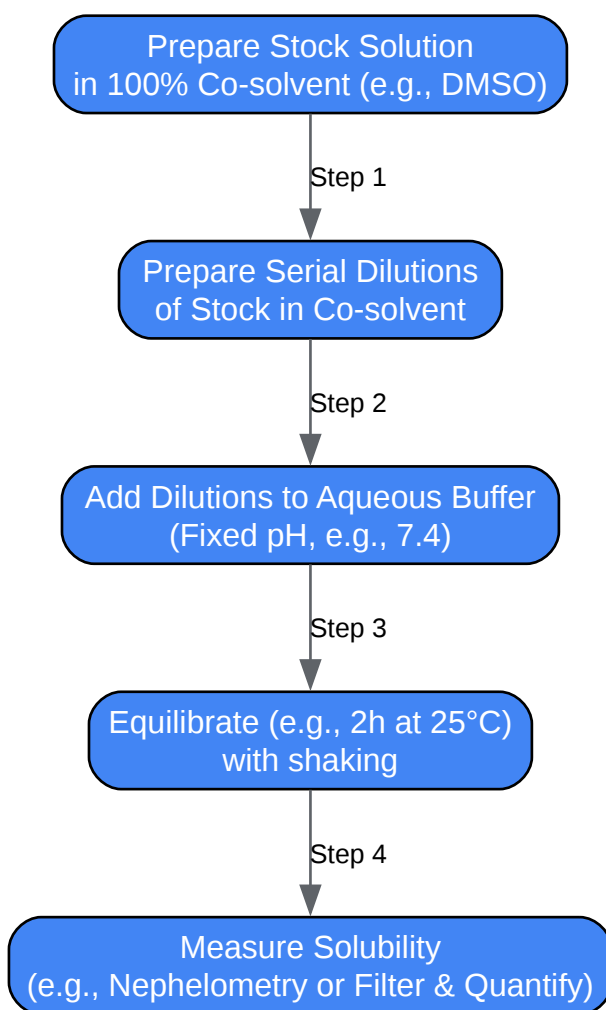 Prepare Stock Solution
in 100% Co-solvent (e.g., DMSO)
Step 1
Prepare Serial Dilutions
of Stock in Co-solvent
Step 2
Add Dilutions to Aqueous Buffer
(Fixed pH, e.g., 7.4)
Step 3
Equilibrate (e.g., 2h at 25°C)
with shaking
Step 4
Measure Solubility
(e.g., Nephelometry or Filter & Quantify)